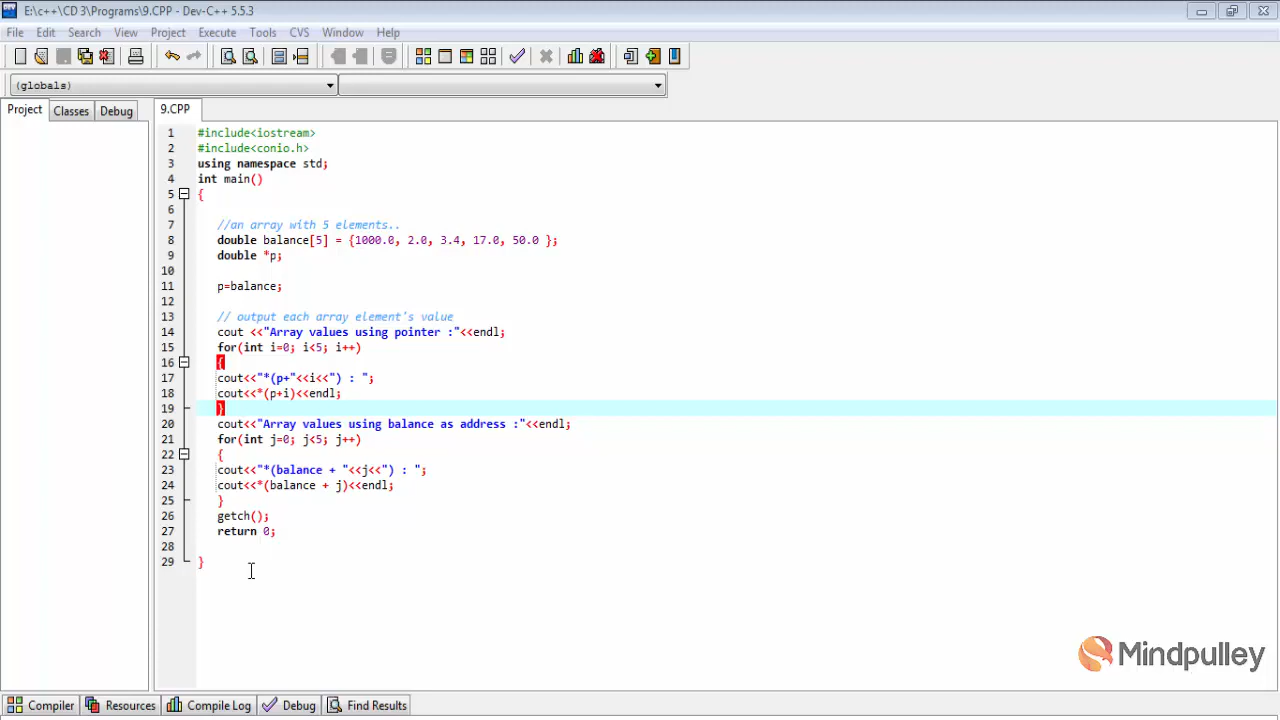 E:\c++\CD 3\Programs\9.CPP - Dev-C++ 5.5.3
File Edit Search View Project Execute Tools CVS Window Help
(globals)
Project Classes Debug 9.CPP
1 #include<iostream>
2 #include<conio.h>
3 using namespace std;
4 int main()
5 {
6
7 //an array with 5 elements..
8 double balance[5] = {1000.0, 2.0, 3.4, 17.0, 50.0 };
9 double *p;
10
11 p=balance;
12
13 // output each array element's value
14 cout <<"Array values using pointer :"<<endl;
15 for(int i=0; i<5; i++)
16 {
17 cout<<"*(p+"<<i<<") : ";
18 cout<<*(p+i)<<endl;
19 }
20 cout<<"Array values using balance as address :"<<endl;
21 for(int j=0; j<5; j++)
22 {
23 cout<<"*(balance + "<<j<<") : ";
24 cout<<*(balance + j)<<endl;
25 }
26 getch();
27 return 0;
28
29 }
Mindpulley
Compiler Resources Compile Log Debug Find Results